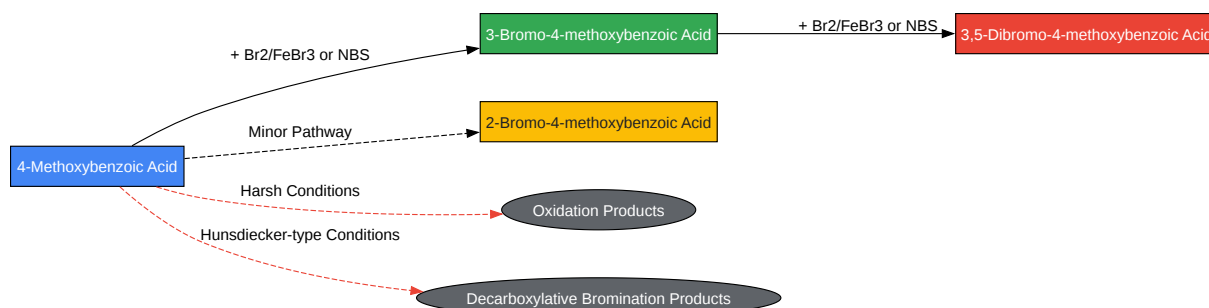 + Br2/FeBr3 or NBS
3-Bromo-4-methoxybenzoic Acid
+ Br2/FeBr3 or NBS
3,5-Dibromo-4-methoxybenzoic Acid
2-Bromo-4-methoxybenzoic Acid
Minor Pathway
4-Methoxybenzoic Acid
Harsh Conditions
Oxidation Products
Hunsdiecker-type Conditions
Decarboxylative Bromination Products